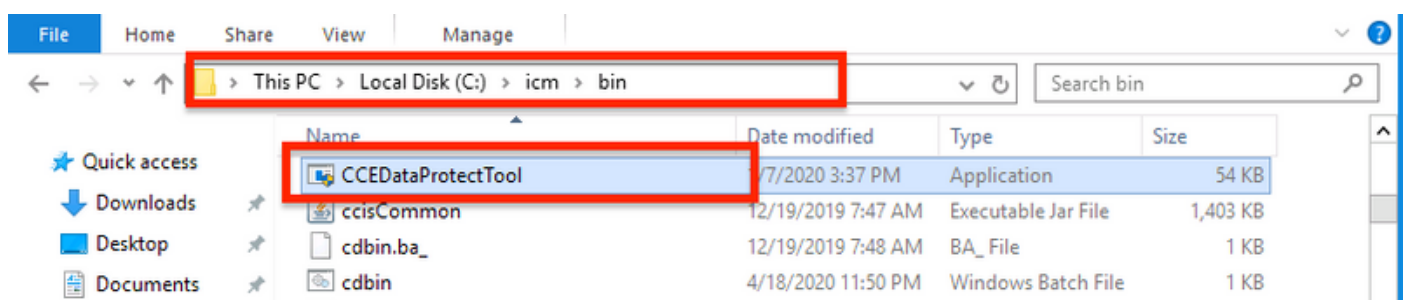 File Home Share View Manage
This PC > Local Disk (C:) > icm > bin Search bin
Name Date modified Type Size
Quick access
CCEDataProtectTool /7/2020 3:37 PM Application 54 KB
Downloads ccisCommon 12/19/2019 7:47 AM Executable Jar File 1,403 KB
Desktop cdbin.ba_ 12/19/2019 7:48 AM BA_ File 1 KB
Documents cdbin 4/18/2020 11:50 PM Windows Batch File 1 KB